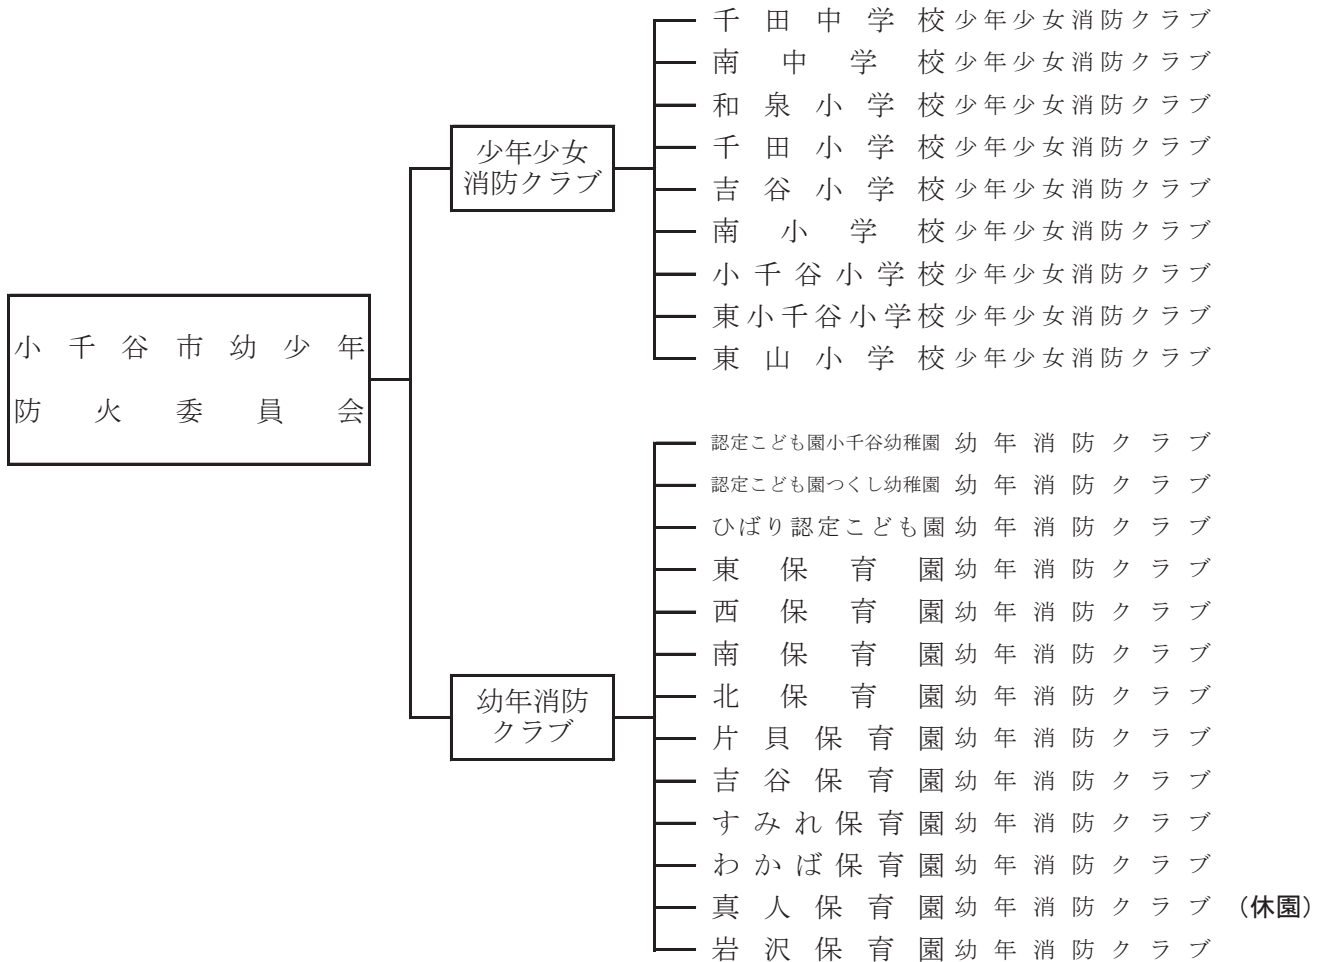 小千谷市幼少年
防火委員会
少年少女
消防クラブ
千田中学校少年少女消防クラブ
南中学校少年少女消防クラブ
和泉小学校少年少女消防クラブ
千田小学校少年少女消防クラブ
吉谷小学校少年少女消防クラブ
南小学校少年少女消防クラブ
小千谷小学校少年少女消防クラブ
東小千谷小学校少年少女消防クラブ
東山小学校少年少女消防クラブ
幼年消防
クラブ
認定こども園小千谷幼稚園 幼年消防クラブ
認定こども園つくし幼稚園 幼年消防クラブ
ひばり認定こども園幼年消防クラブ
東保育園幼年消防クラブ
西保育園幼年消防クラブ
南保育園幼年消防クラブ
北保育園幼年消防クラブ
片貝保育園幼年消防クラブ
吉谷保育園幼年消防クラブ
すみれ保育園幼年消防クラブ
わかば保育園幼年消防クラブ
真人保育園幼年消防クラブ (休園)
岩沢保育園幼年消防クラブ